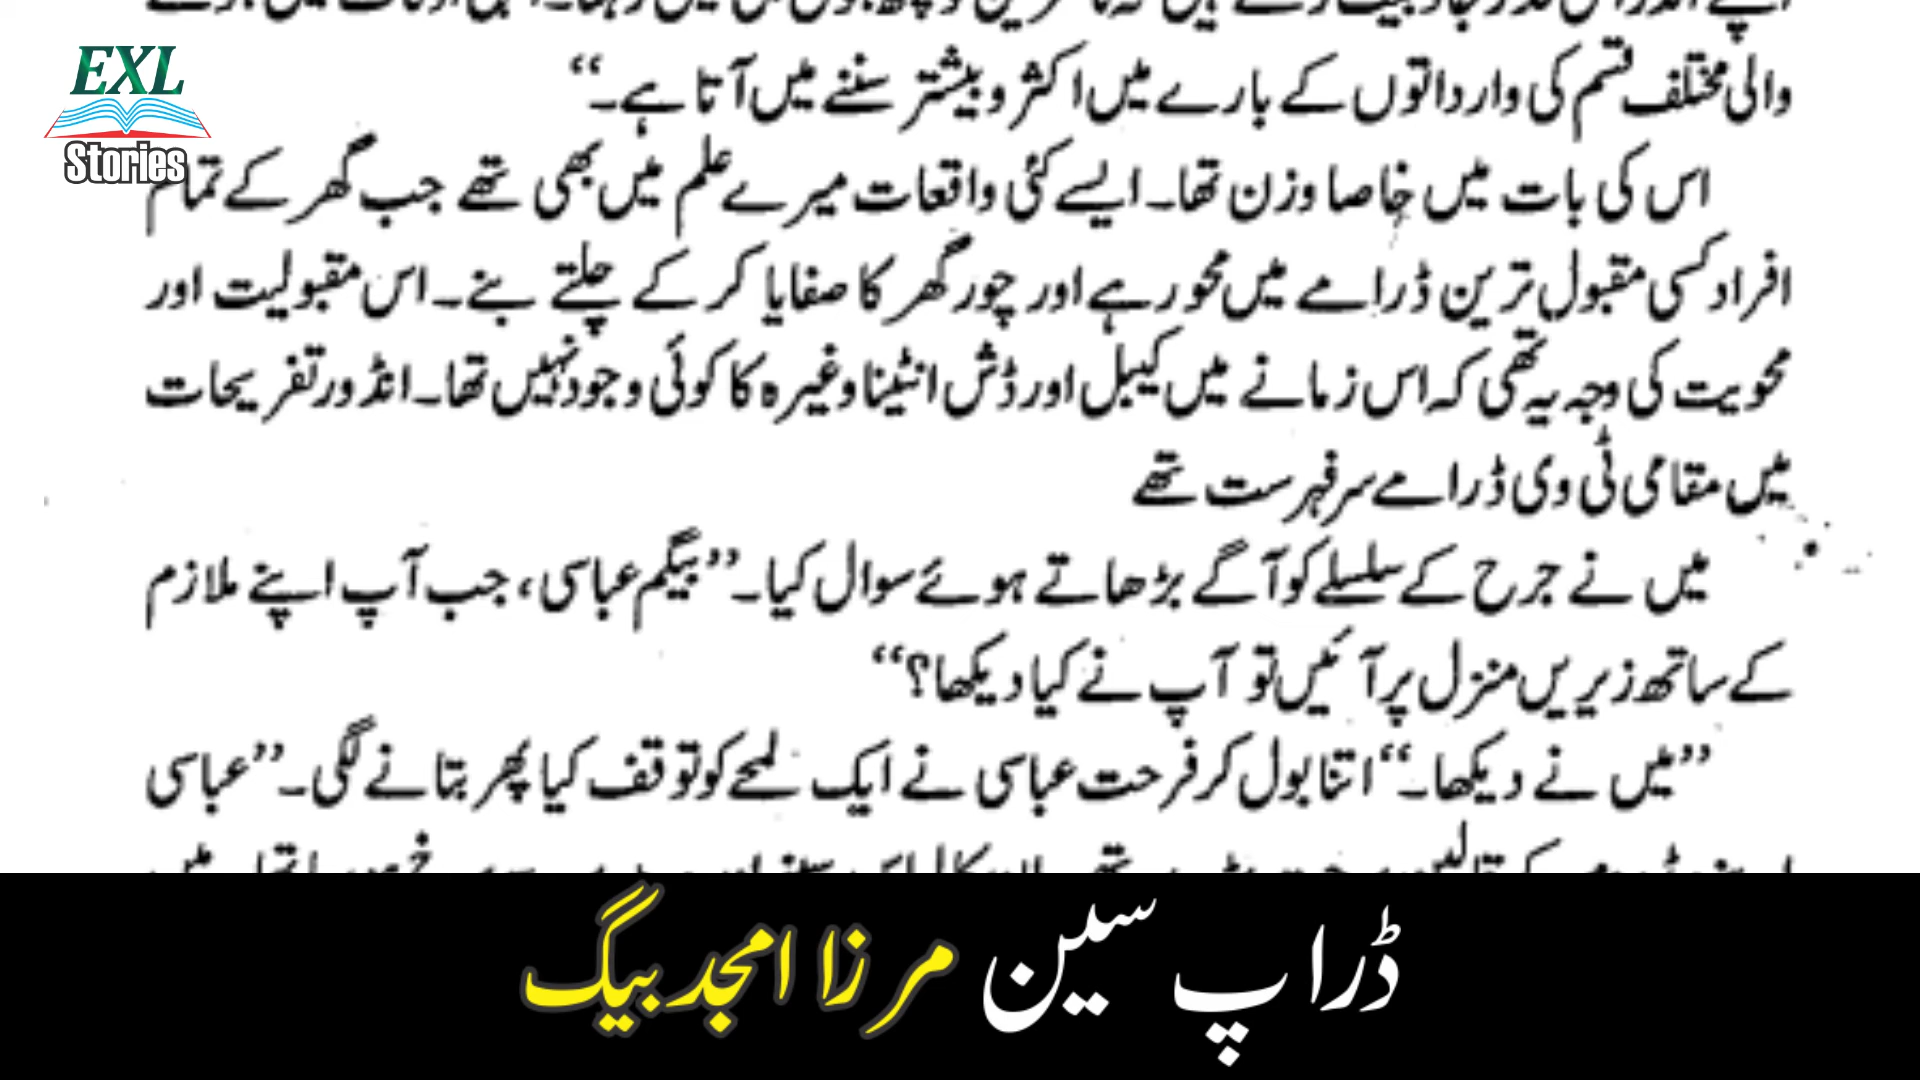 EXL
Stories
والی مختلف قسم کی وارداتوں کے بارے میں اکثر و بیشتر سننے میں آتا ہے۔“
اس کی بات میں خاصا وزن تھا۔ ایسے کئی واقعات میرے علم میں بھی تھے جب گھر کے تمام
افراد کسی مقبول ترین ڈرامے میں محو رہے اور چور گھر کا صفایا کر کے چلتے بنے۔ اس مقبولیت اور
محویت کی وجہ یہ تھی کہ اس زمانے میں کیبل اور ڈش انٹینا وغیرہ کا کوئی وجود نہیں تھا۔ انڈور تفریحات
میں مقامی ٹی وی ڈرامے سرفہرست تھے
میں نے جرح کے سلسلے کو آگے بڑھاتے ہوئے سوال کیا۔ ”بیگم عباسی، جب آپ اپنے ملازم
کے ساتھ زیریں منزل پر آئیں تو آپ نے کیا دیکھا؟“
”میں نے دیکھا۔“ اتنا بول کر فرحت عباسی نے ایک لمحے کو توقف کیا پھر بتانے لگی۔ ”عباسی
ڈراپ سین مرزا امجد بیگ